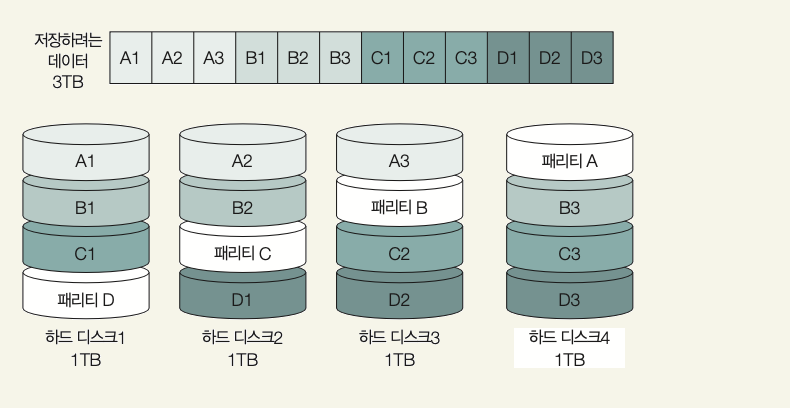 저장하려는
데이터
3TB
A1 A2 A3 B1 B2 B3 C1 C2 C3 D1 D2 D3
A1 A2 A3 패리티 A
B1 B2 패리티 B B3
C1 패리티 C C2 C3
패리티 D D1 D2 D3
하드 디스크1 하드 디스크2 하드 디스크3 하드 디스크4
1TB 1TB 1TB 1TB